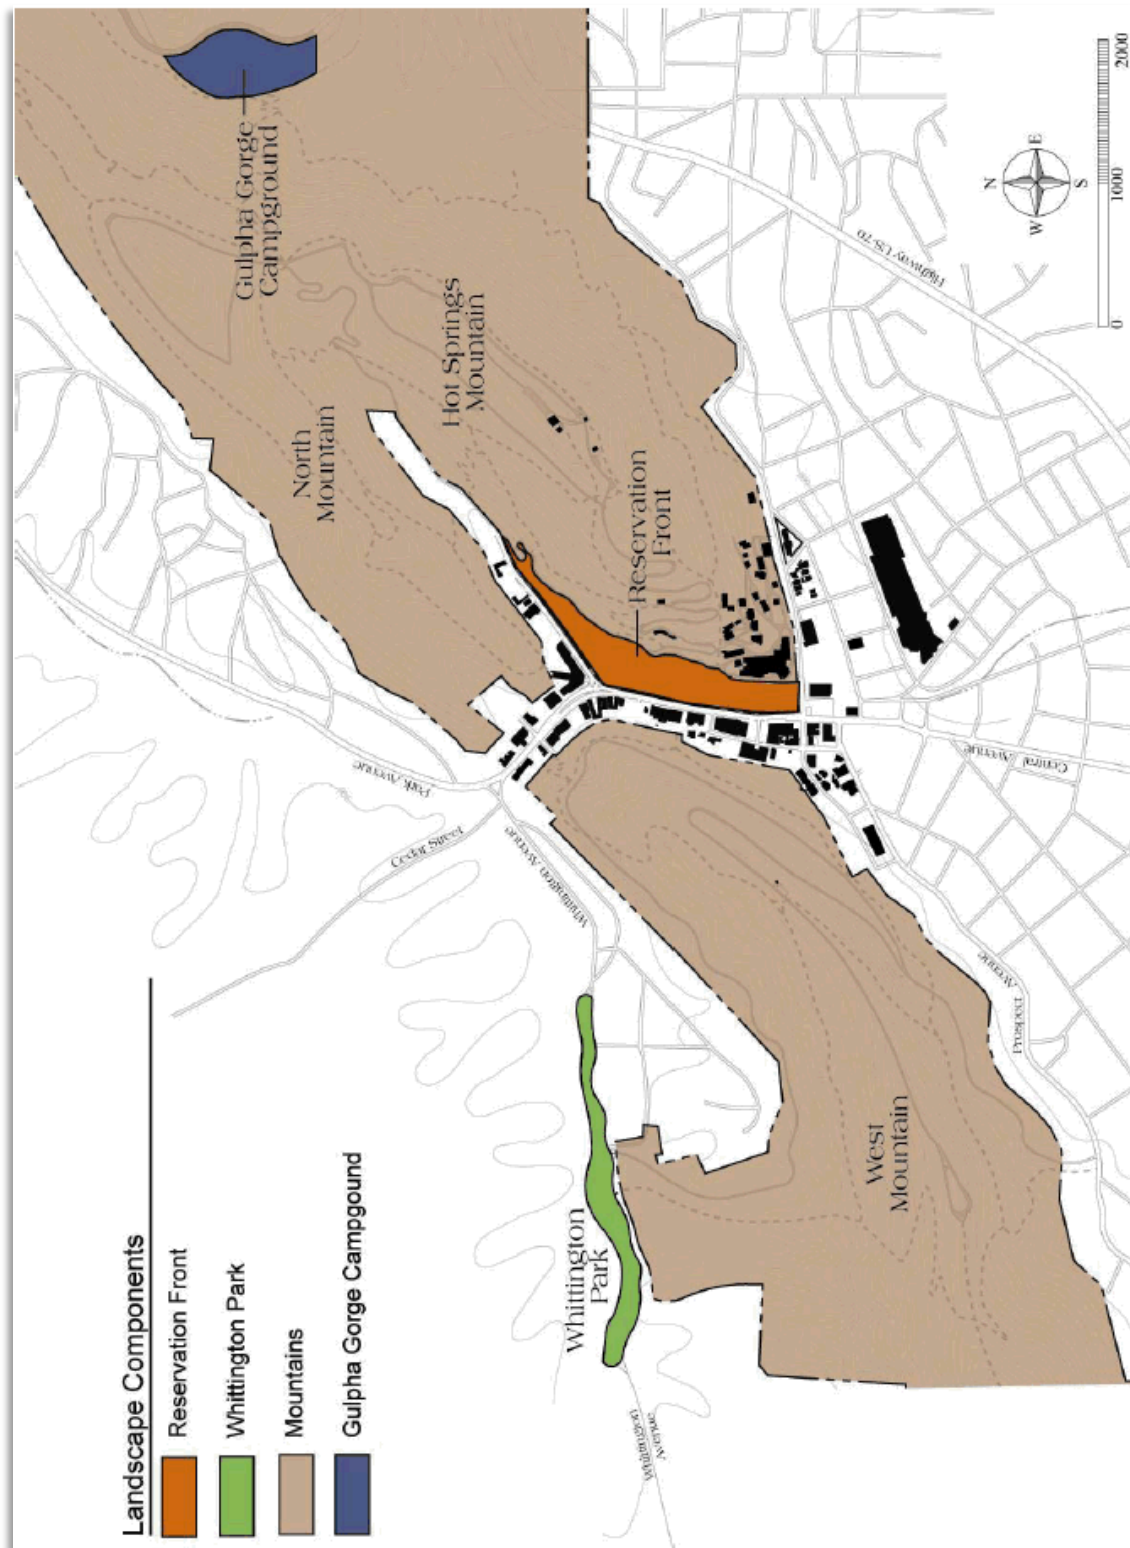 Landscape Components
Reservation Front
Whittington Park
Mountains
Gulpha Gorge Campgound
Gulpha Gorge
Campground
North
Mountain
Hot Springs
Mountain
Reservation
Front
Whittington
Park
West
Mountain
Park Avenue
Cedar Street
Whittington Avenue
Whittington
Avenue
Prospect Avenue
Central Avenue
Highway US-70
N
E
S
W
0 1000 2000